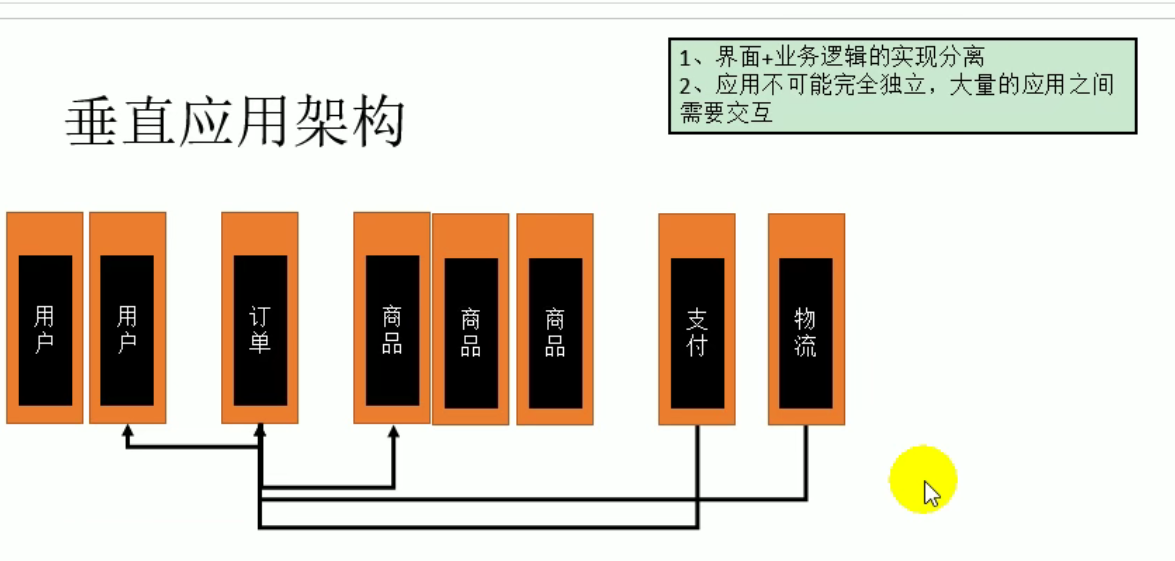 1、界面+业务逻辑的实现分离
2、应用不可能完全独立，大量的应用之间
需要交互
垂直应用架构
用户
用户
订单
商品
商品
商品
支付
物流